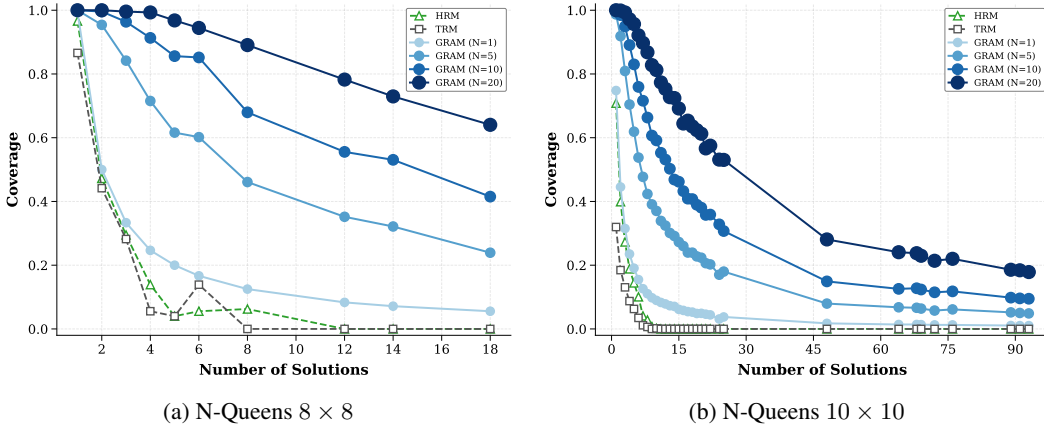 1.0
0.8
0.6
0.4
0.2
0.0
Coverage
2 4 6 8 10 12 14 16 18
Number of Solutions
HRM
TRM
GRAM (N=1)
GRAM (N=5)
GRAM (N=10)
GRAM (N=20)
(a) N-Queens 8 × 8
1.0
0.8
0.6
0.4
0.2
0.0
Coverage
0 15 30 45 60 75 90
Number of Solutions
HRM
TRM
GRAM (N=1)
GRAM (N=5)
GRAM (N=10)
GRAM (N=20)
(b) N-Queens 10 × 10